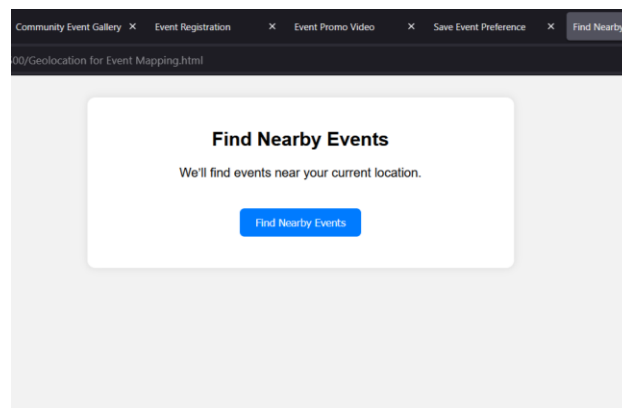 Community Event Gallery × Event Registration × Event Promo Video × Save Event Preference × Find Nearby
00/Geolocation for Event Mapping.html
Find Nearby Events
We'll find events near your current location.
Find Nearby Events